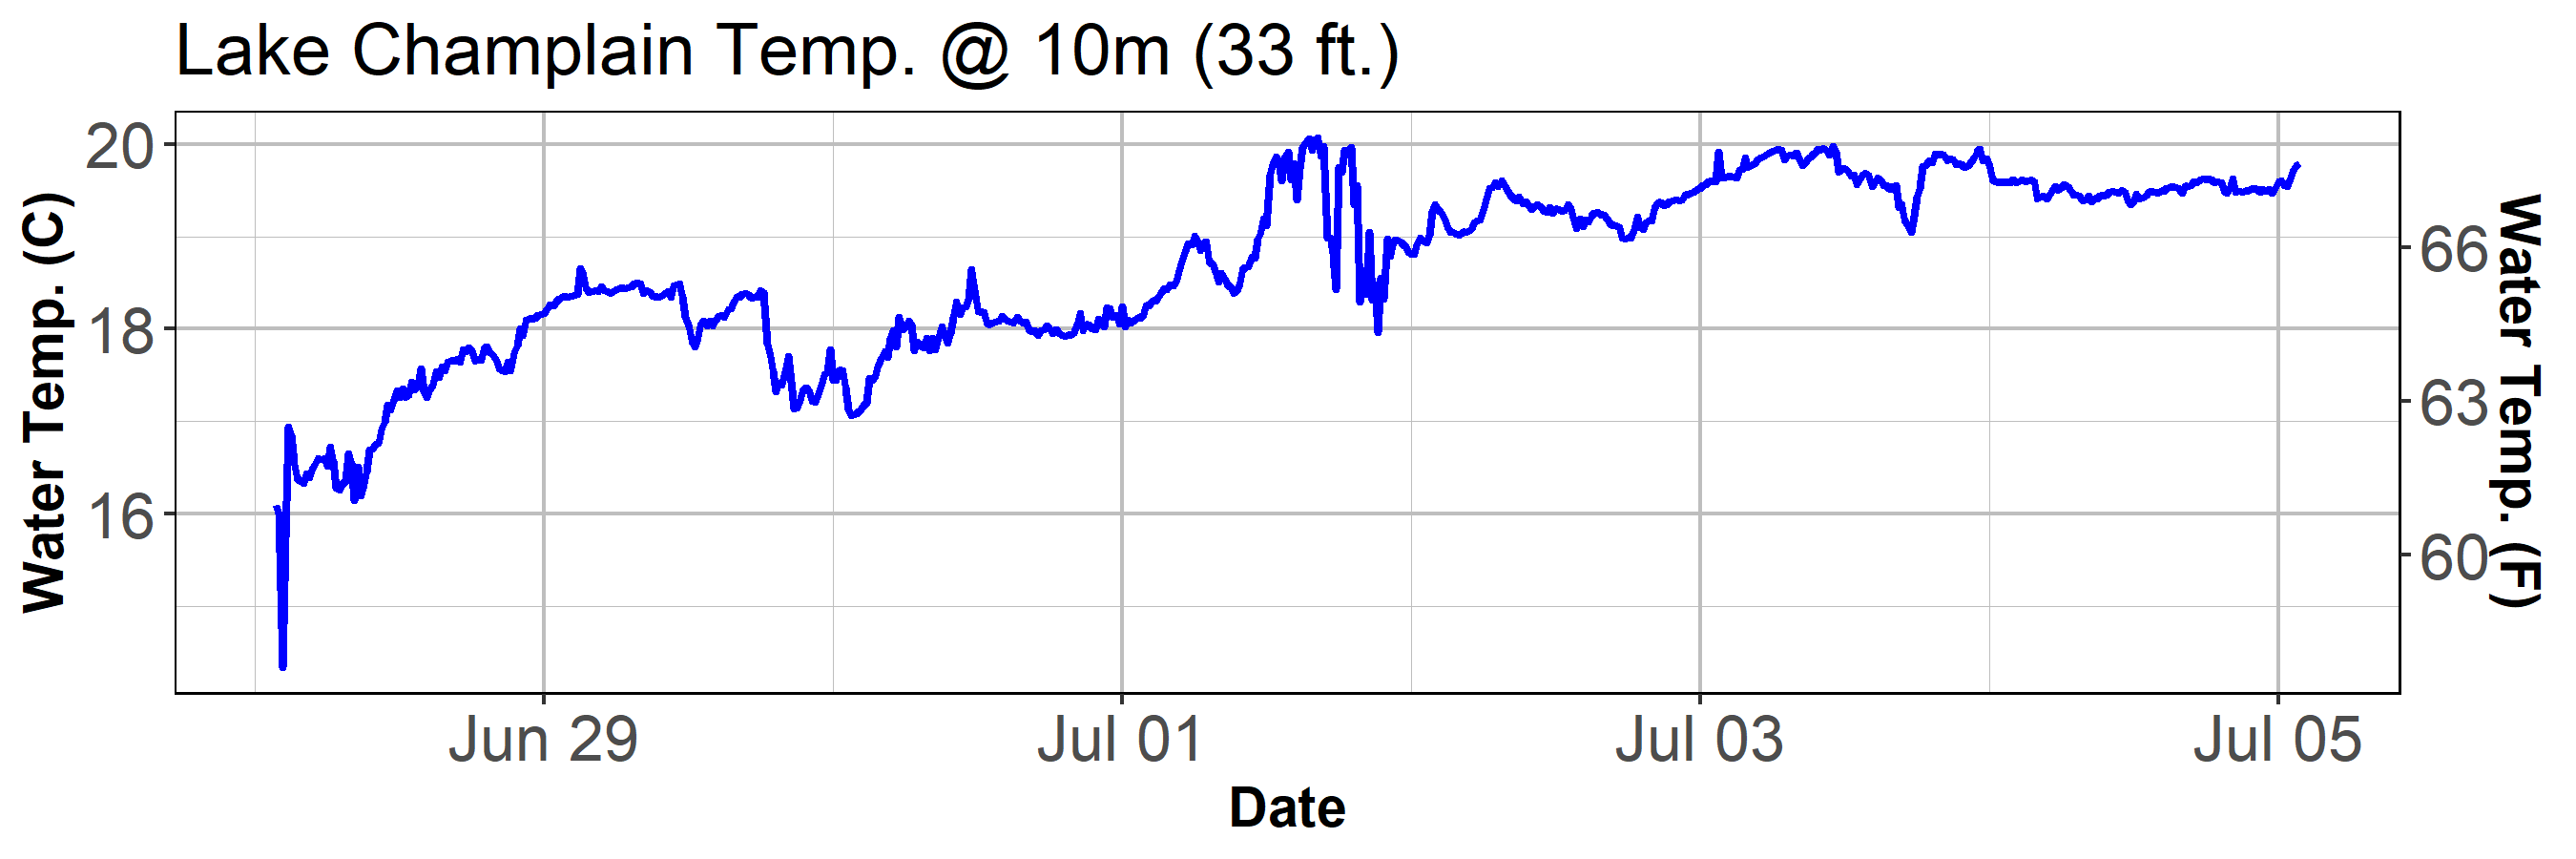 Lake Champlain Temp. @ 10m (33 ft.)
Water Temp. (C)
20
18
16
66
63
60
Water Temp. (F)
Jun 29 Jul 01 Jul 03 Jul 05
Date